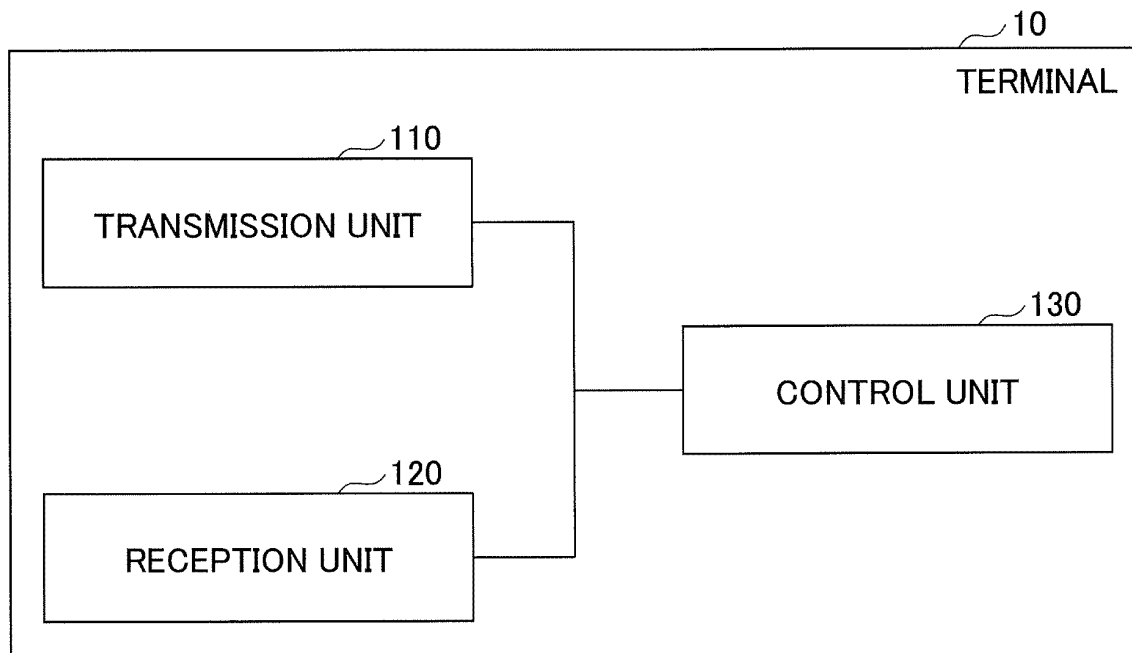 10
TERMINAL
110
TRANSMISSION UNIT
130
CONTROL UNIT
120
RECEPTION UNIT